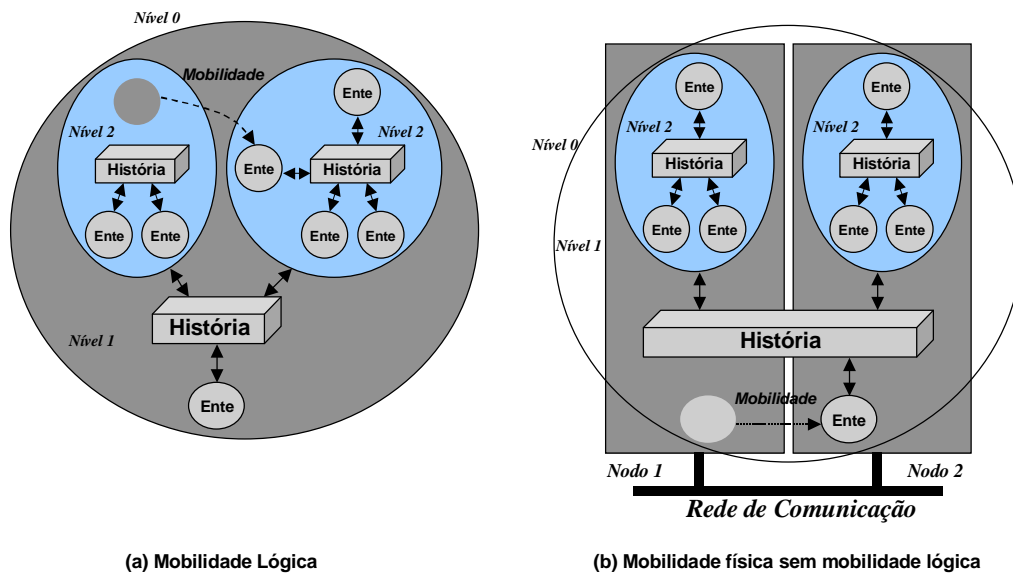 Nível 0
Mobilidade
Ente
Nível 2
Nível 2
História
Ente
História
Ente
Ente
Ente
Ente
História
Nível 1
Ente
(a) Mobilidade Lógica
Ente
Ente
Nível 2
Nível 2
Nível 0
História
História
Ente
Ente
Ente
Ente
Nível 1
História
Mobilidade
Ente
Nodo 1
Nodo 2
Rede de Comunicação
(b) Mobilidade física sem mobilidade lógica